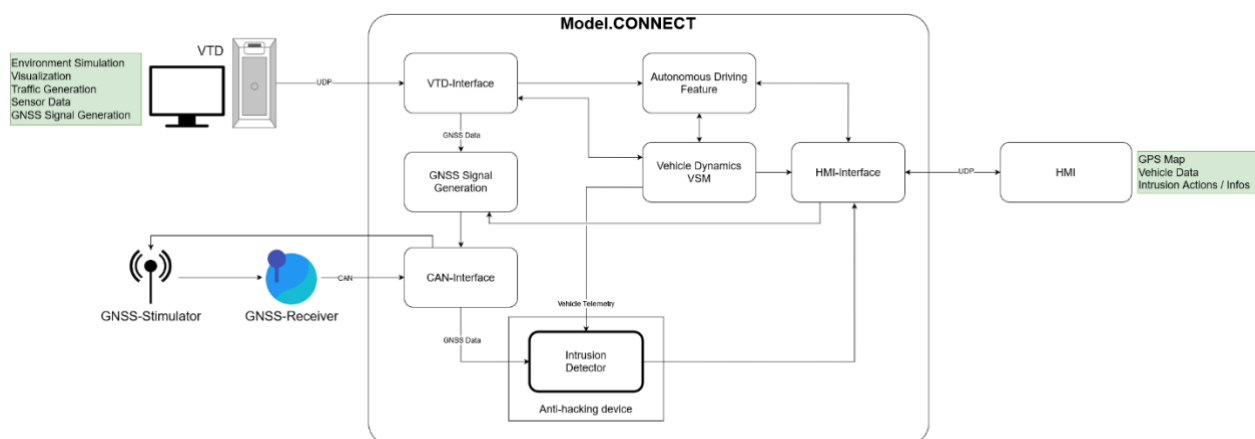 Model.CONNECT
VTD
Environment Simulation
Visualization
Traffic Generation
Sensor Data
GNSS Signal Generation
UDP
VTD-Interface
Autonomous Driving
Feature
GNSS Data
GNSS Signal
Generation
Vehicle Dynamics
VSM
HMI-Interface
UDP
HMI
GPS Map
Vehicle Data
Intrusion Actions / Infos
CAN-Interface
CAN
GNSS-Stimulator
GNSS-Receiver
Vehicle Telemetry
GNSS Data
Intrusion
Detector
Anti-hacking device